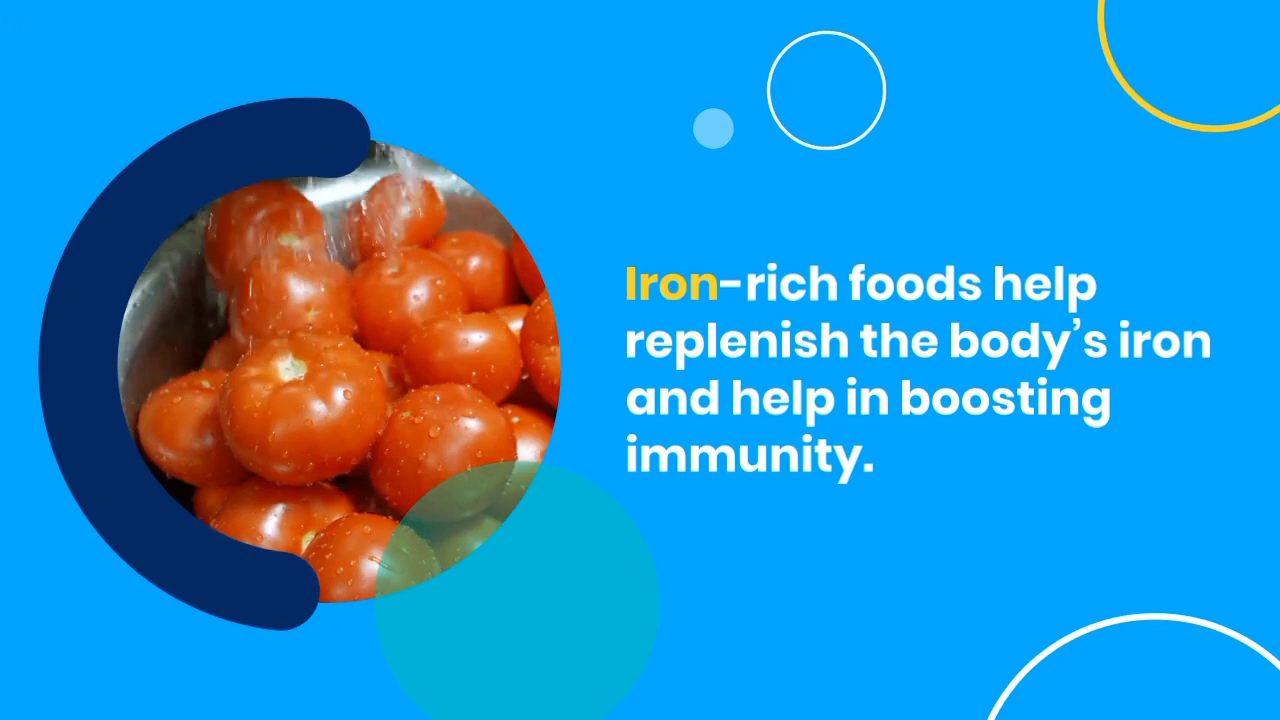 Iron-rich foods help
replenish the body’s iron
and help in boosting
immunity.